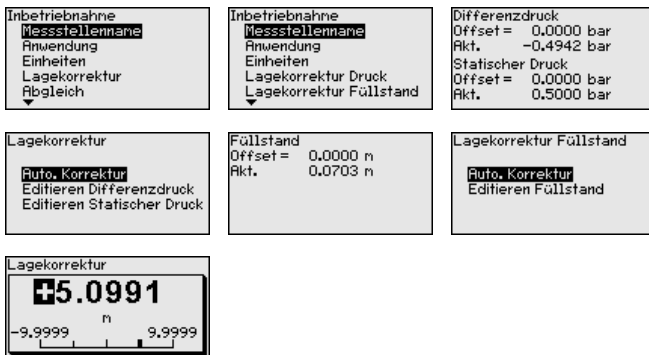 Inbetriebnahme
Messstellenname
Anwendung
Einheiten
Lagekorrektur
Abgleich
Inbetriebnahme
Messstellenname
Anwendung
Einheiten
Lagekorrektur Druck
Lagekorrektur Füllstand
Differenzdruck
Offset = 0.0000 bar
Akt. -0.4942 bar
Statischer Druck
Offset = 0.0000 bar
Akt. 0.5000 bar
Lagekorrektur
Auto. Korrektur
Editieren Differenzdruck
Editieren Statischer Druck
Füllstand
Offset = 0.0000 m
Akt. 0.0703 m
Lagekorrektur Füllstand
Auto. Korrektur
Editieren Füllstand
Lagekorrektur
+5.0991
m
-9.9999 9.9999